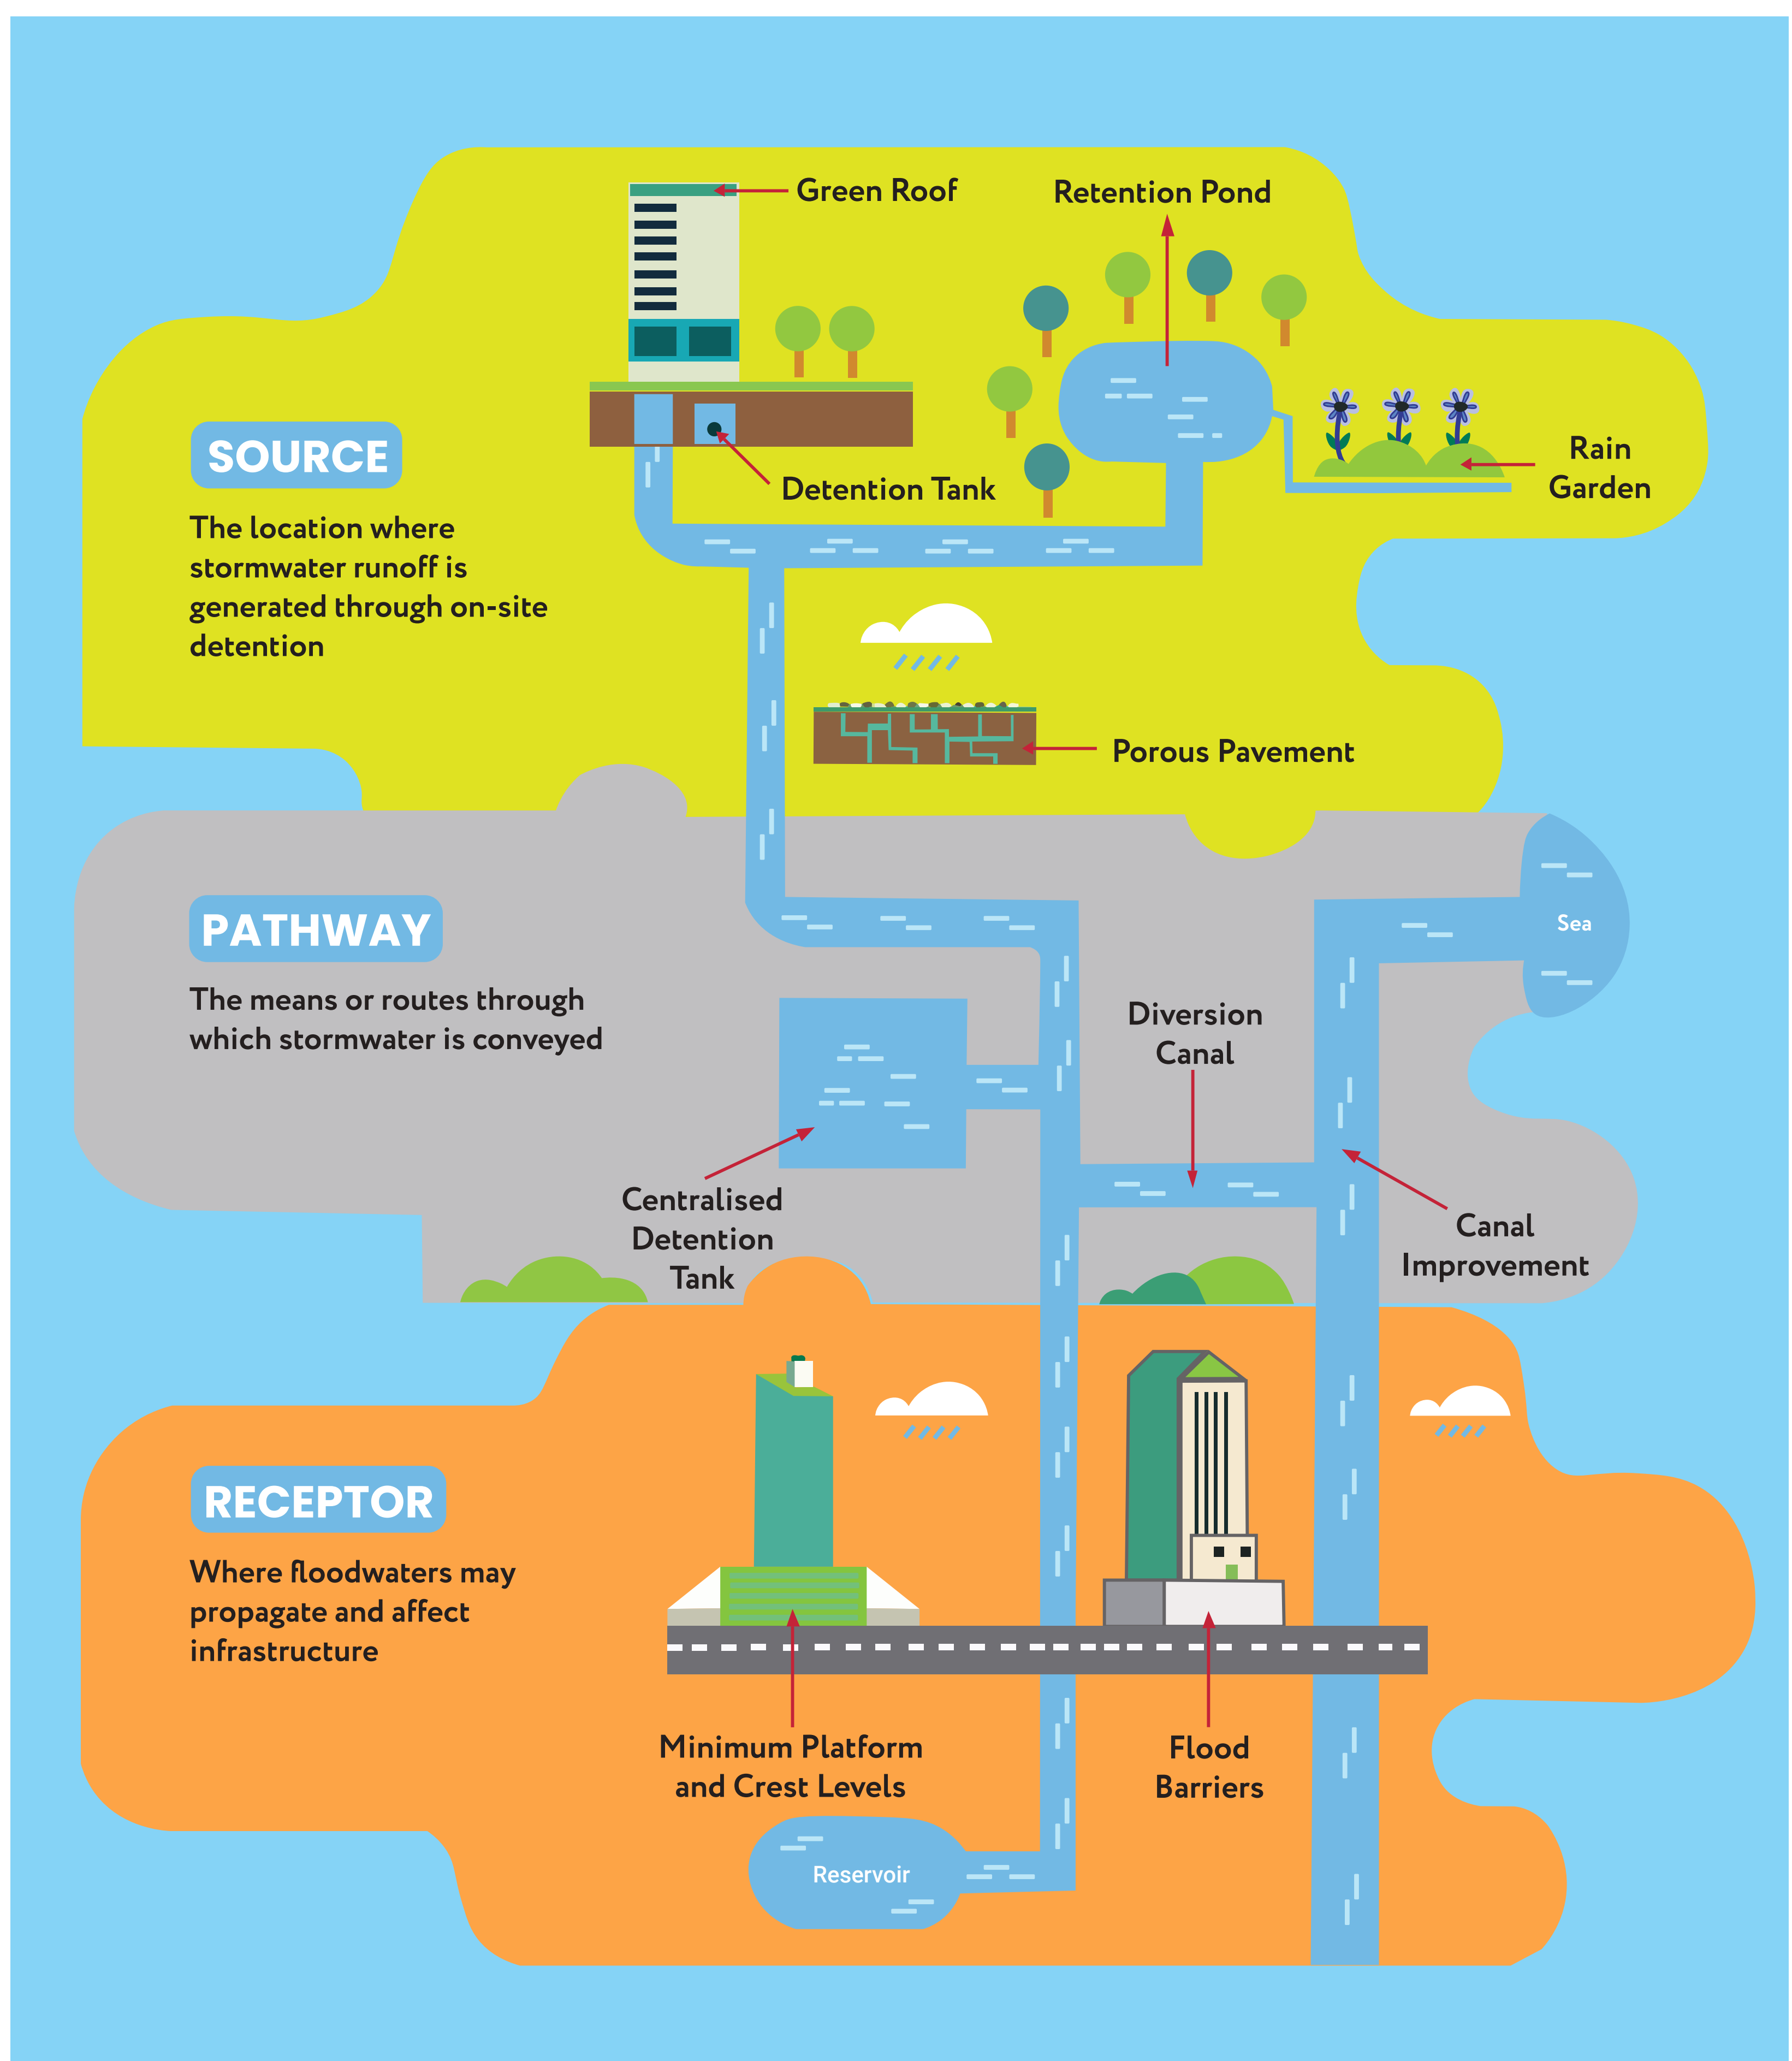 Green Roof
Retention Pond
SOURCE
The location where
stormwater runoff is
generated through on-site
detention
Detention Tank
Rain
Garden
Porous Pavement
PATHWAY
The means or routes through
which stormwater is conveyed
Sea
Diversion
Canal
Centralised
Detention
Tank
Canal
Improvement
RECEPTOR
Where floodwaters may
propagate and affect
infrastructure
Minimum Platform
and Crest Levels
Flood
Barriers
Reservoir